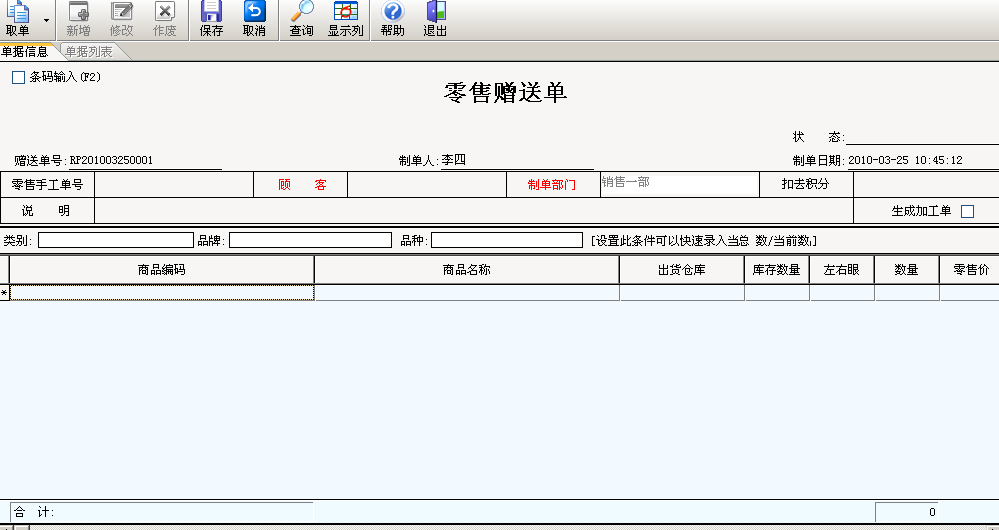 取单 新增 修改 作废 保存 取消 查询 显示列 帮助 退出
单据信息 单据列表
条码输入(F2)
零售赠送单
状 态:
赠送单号:RP201003250001 制单人:李四 制单日期:2010-03-25 10:45:12
零售手工单号 顾 客 制单部门 销售一部 扣去积分
说 明 生成加工单
类别: 品牌: 品种: [设置此条件可以快速录入当总 数/当前数]
商品编码 商品名称 出货仓库 库存数量 左右眼 数量 零售价
*
合 计: 0